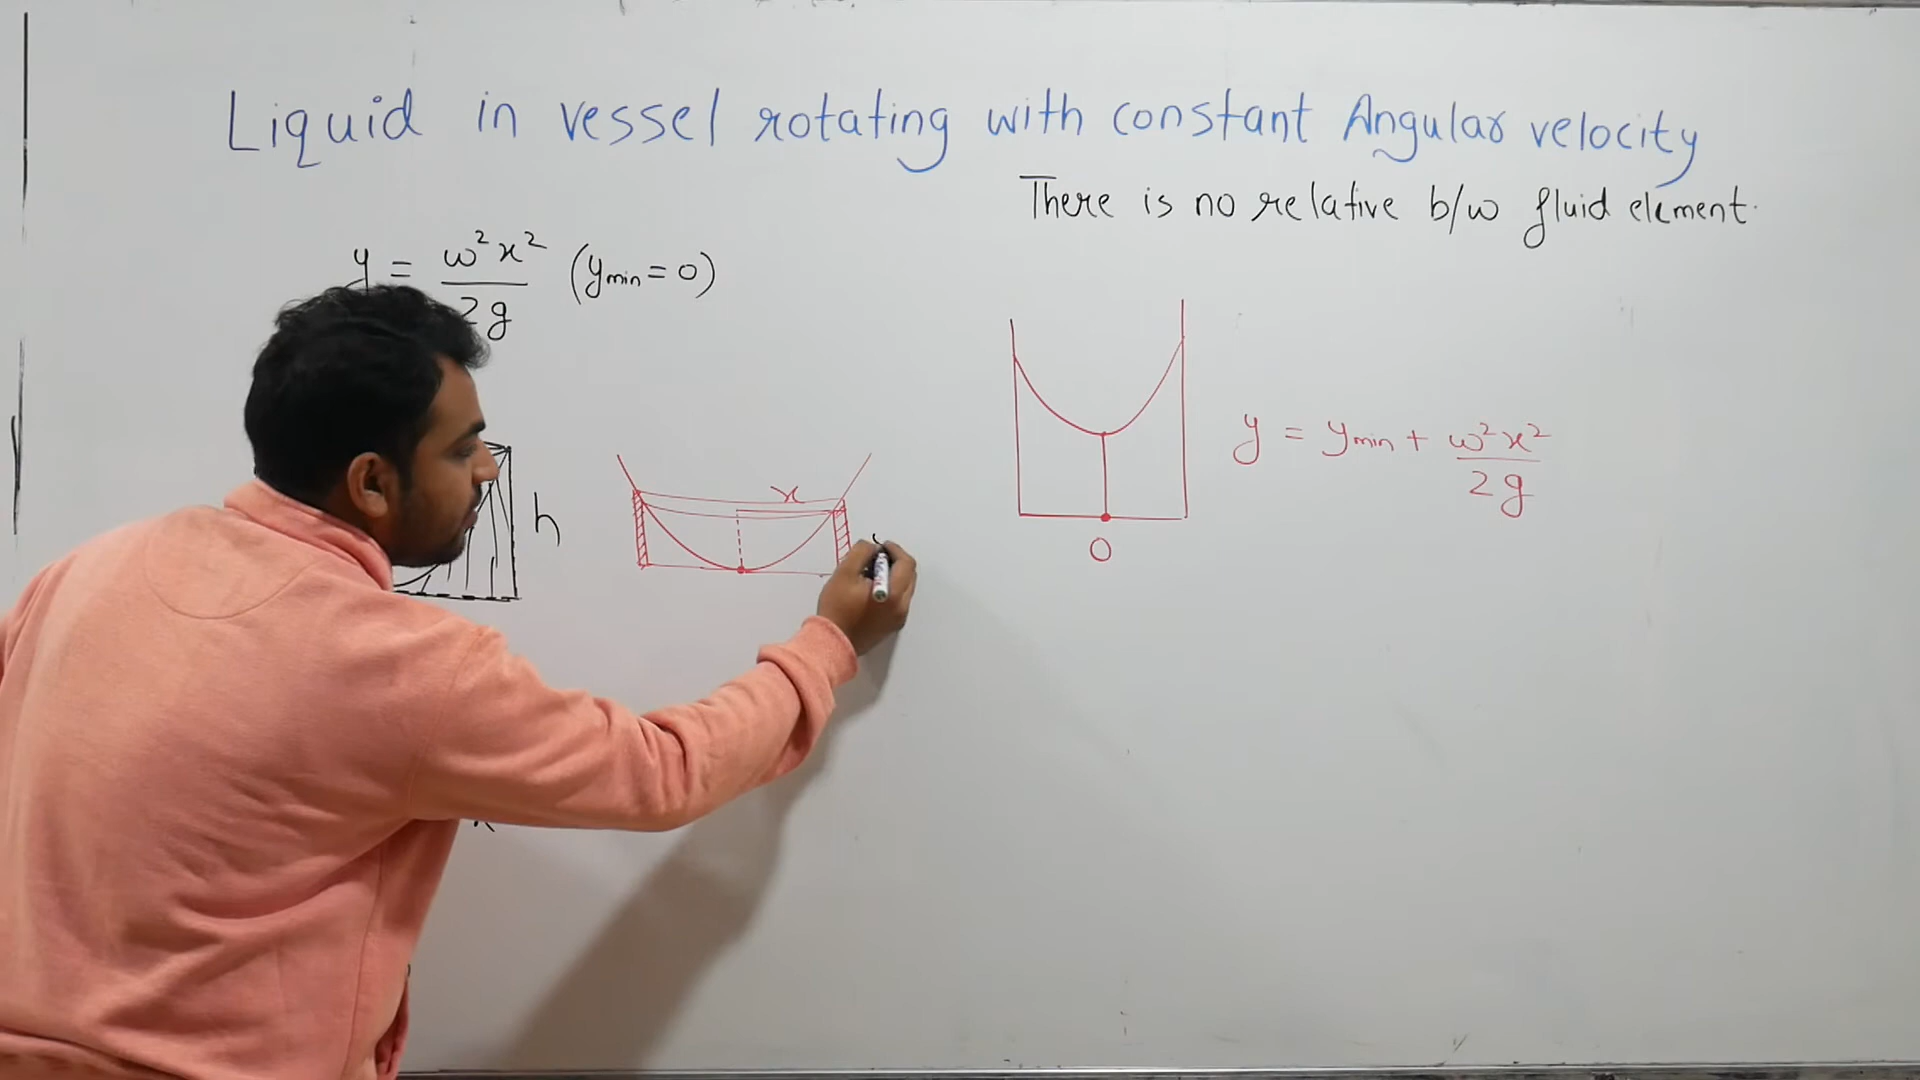 Liquid in vessel rotating with constant Angular velocity
There is no relative b/w fluid element.
y = ω²x²/2g (ymin = 0)
h
x
O
y = ymin + ω²x²/2g